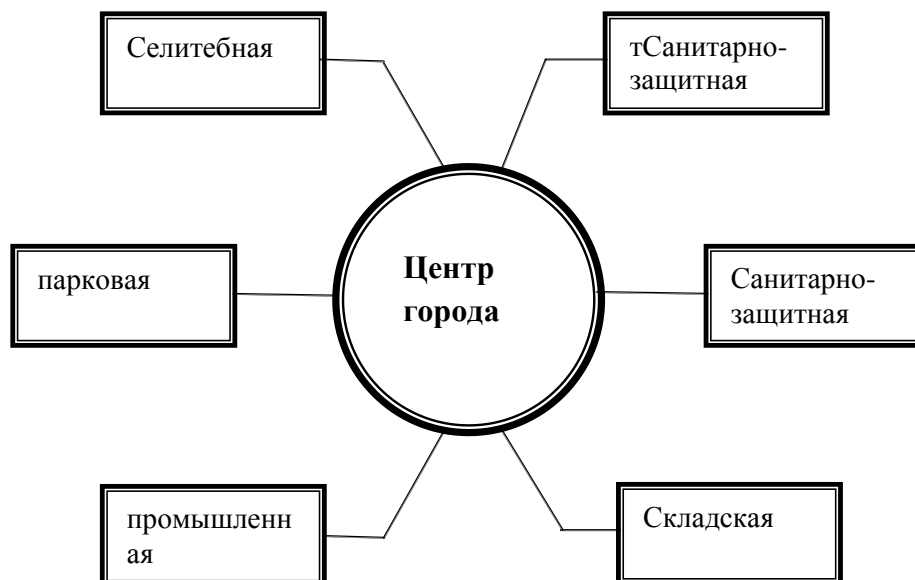 Селитебная
тСанитарно-
защитная
парковая
Центр
города
Санитарно-
защитная
промышленн
ая
Складская